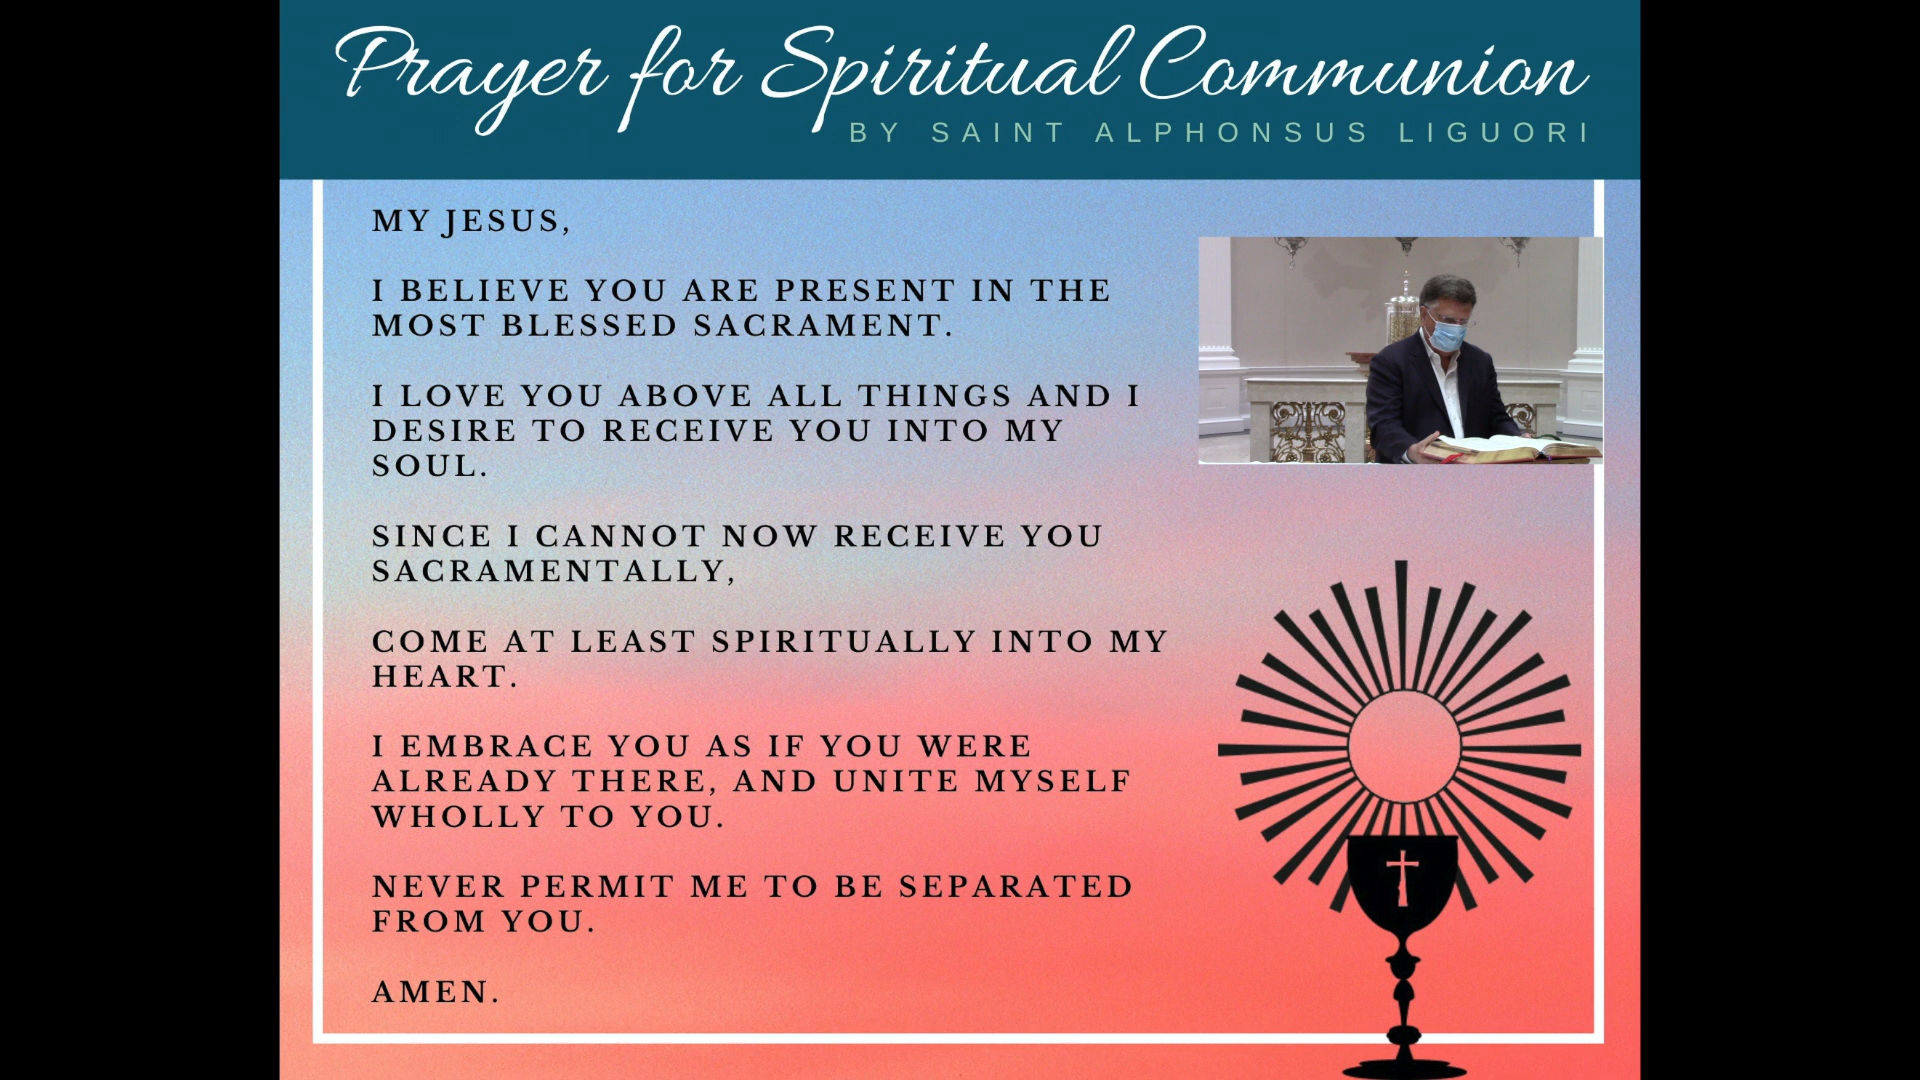 Prayer for Spiritual Communion
BY SAINT ALPHONSUS LIGUORI
MY JESUS,
I BELIEVE YOU ARE PRESENT IN THE
MOST BLESSED SACRAMENT.
I LOVE YOU ABOVE ALL THINGS AND I
DESIRE TO RECEIVE YOU INTO MY
SOUL.
SINCE I CANNOT NOW RECEIVE YOU
SACRAMENTALLY,
COME AT LEAST SPIRITUALLY INTO MY
HEART.
I EMBRACE YOU AS IF YOU WERE
ALREADY THERE, AND UNITE MYSELF
WHOLLY TO YOU.
NEVER PERMIT ME TO BE SEPARATED
FROM YOU.
AMEN.